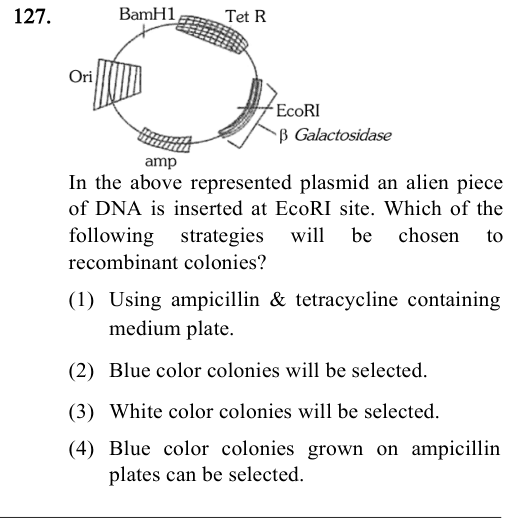 127.
BamH1 Tet R
Ori
EcoRI
β Galactosidase
amp
In the above represented plasmid an alien piece
of DNA is inserted at EcoRI site. Which of the
following strategies will be chosen to
recombinant colonies?
(1) Using ampicillin & tetracycline containing
medium plate.
(2) Blue color colonies will be selected.
(3) White color colonies will be selected.
(4) Blue color colonies grown on ampicillin
plates can be selected.